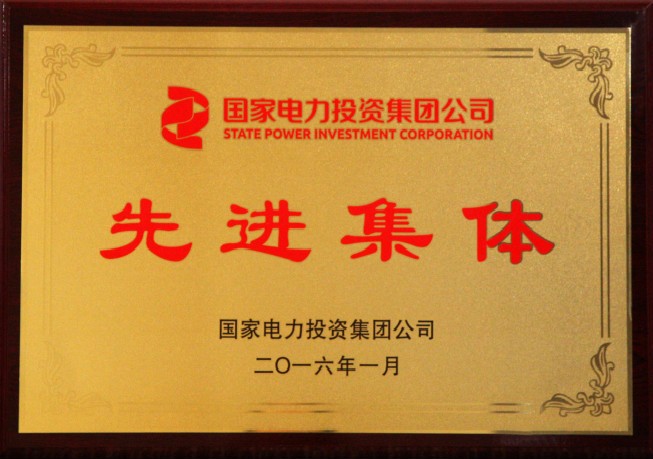 国家电力投资集团公司
STATE POWER INVESTMENT CORPORATION
先进集体
国家电力投资集团公司
二〇一六年一月